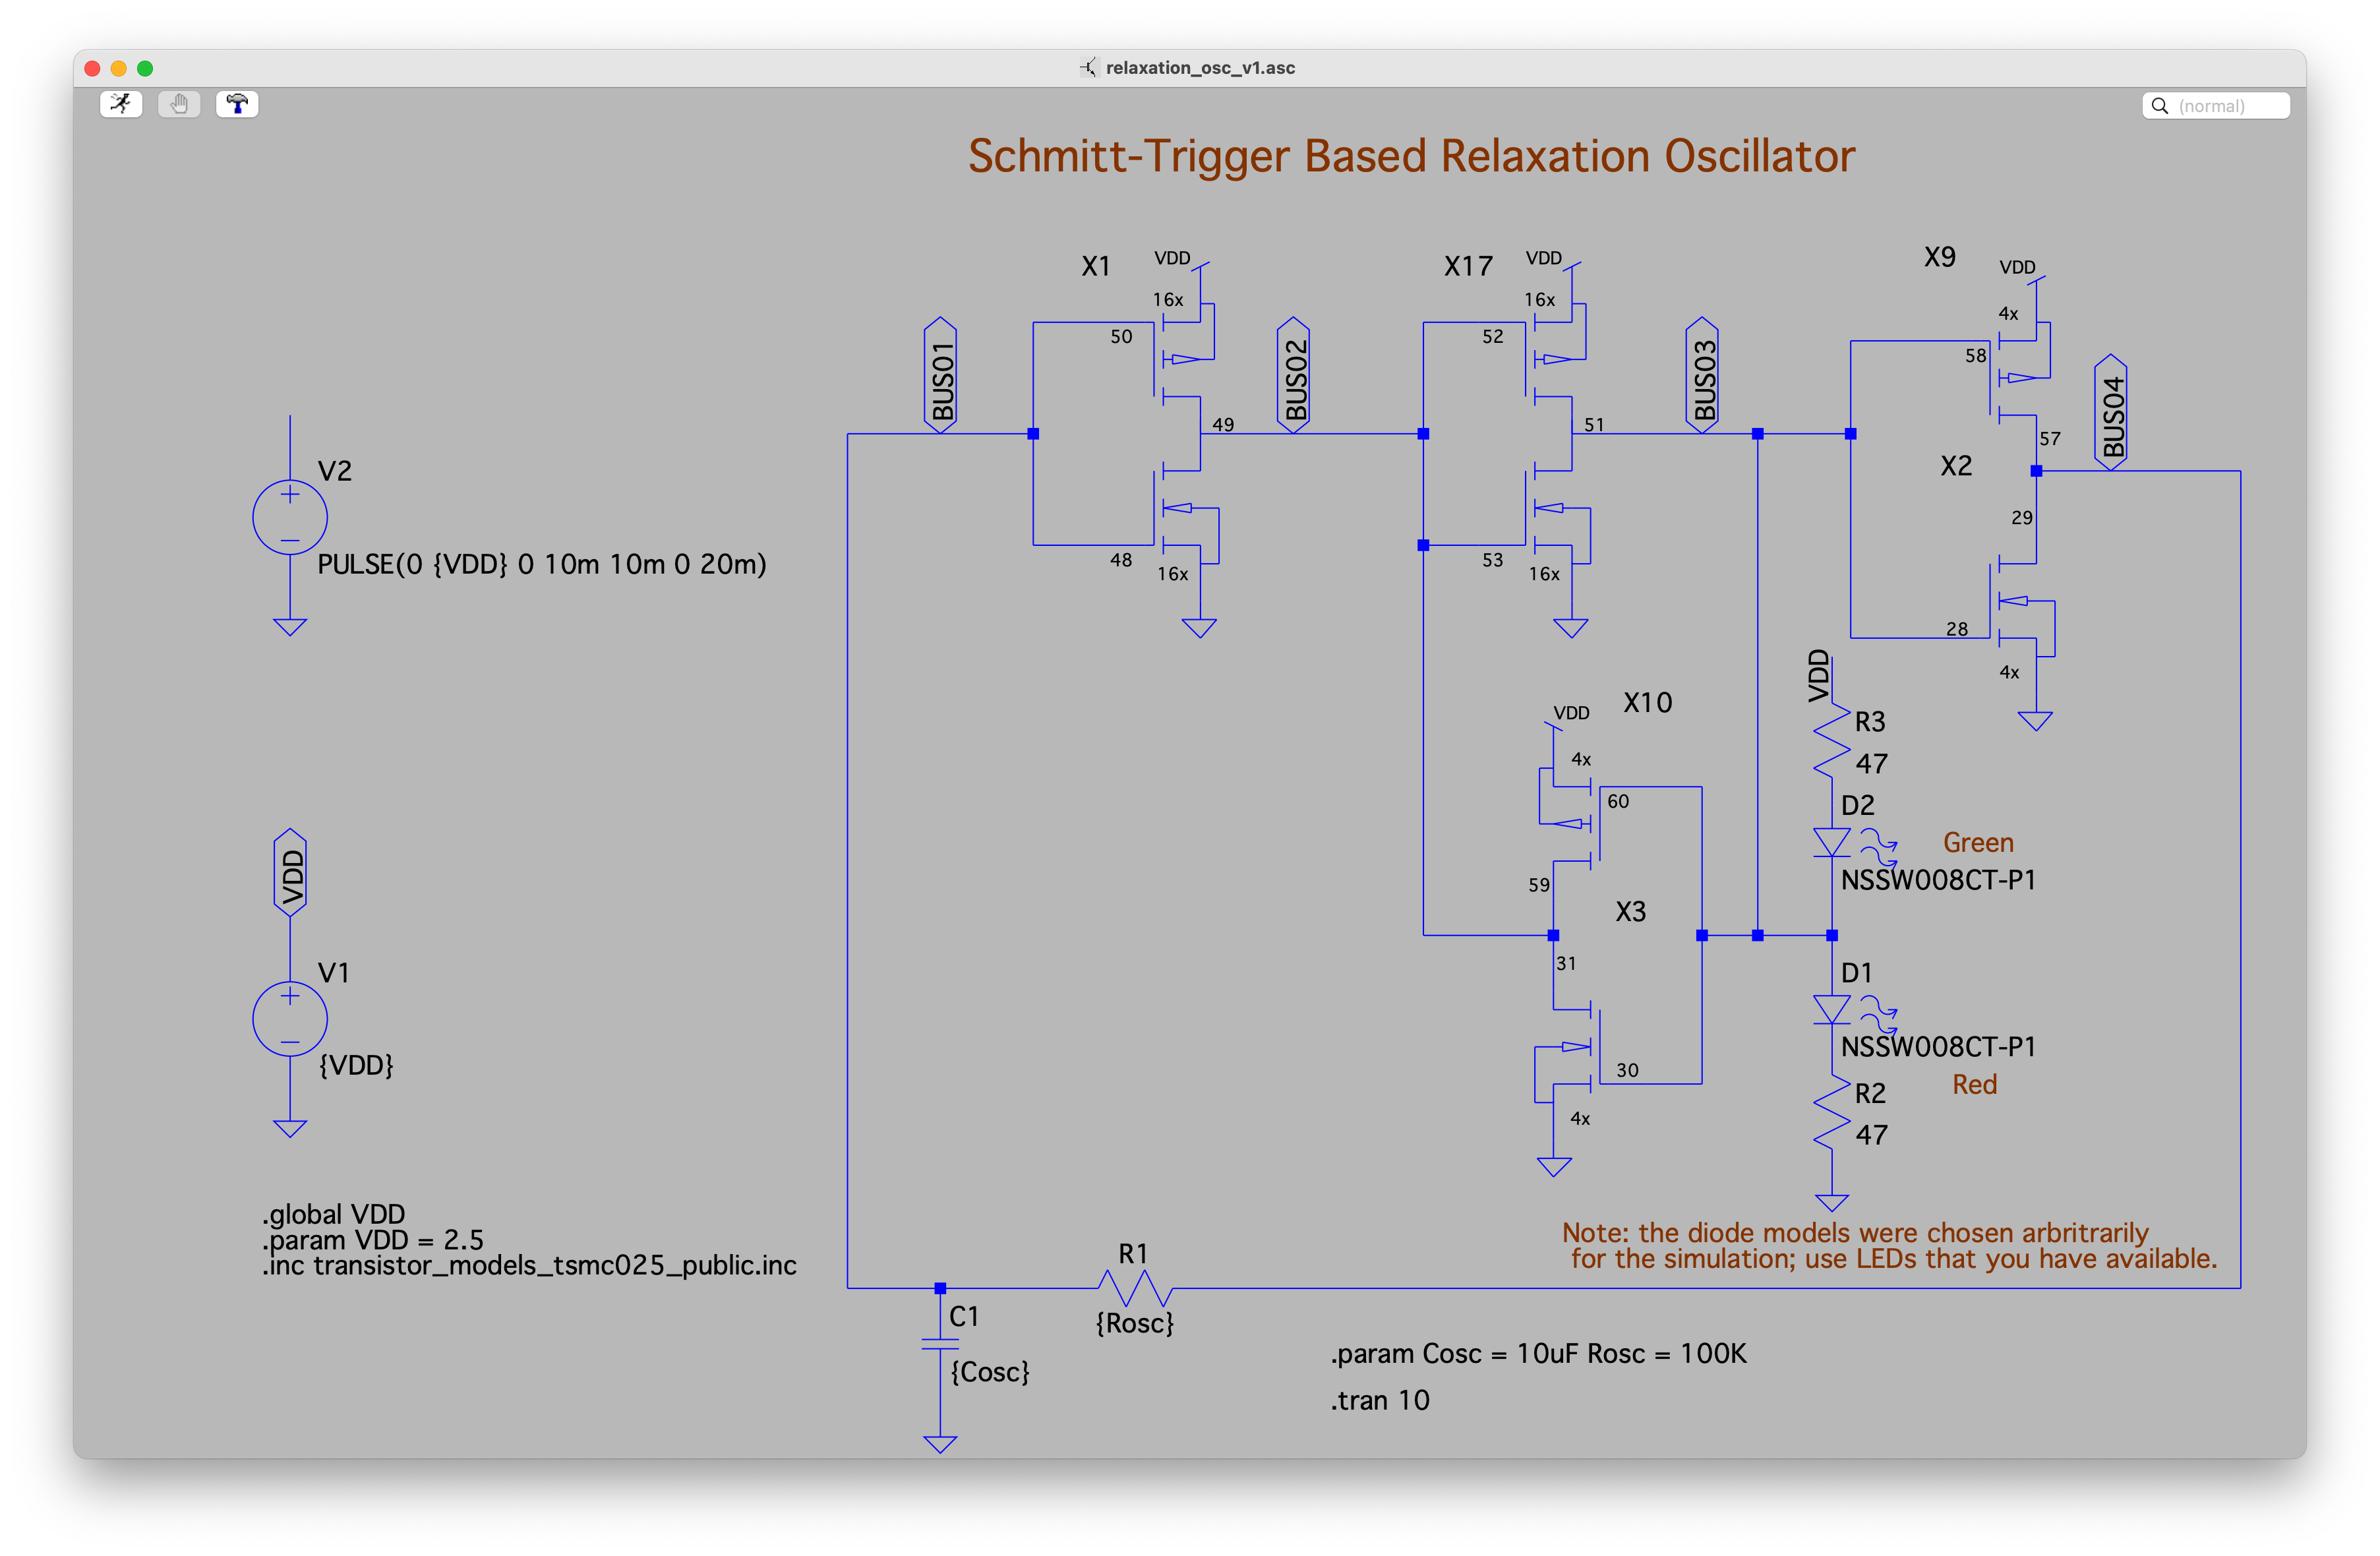 relaxation_osc_v1.asc
(normal)
Schmitt-Trigger Based Relaxation Oscillator
X1
VDD
16x
50
49
48
16x
X17
VDD
16x
52
51
53
16x
X9
VDD
4x
58
57
X2
29
28
4x
BUS01
BUS02
BUS03
BUS04
V2
PULSE(0 {VDD} 0 10m 10m 0 20m)
VDD
V1
{VDD}
X10
VDD
4x
60
59
X3
31
30
4x
VDD
R3
47
D2
Green
NSSW008CT-P1
D1
NSSW008CT-P1
Red
R2
47
.global VDD
.param VDD = 2.5
.inc transistor_models_tsmc025_public.inc
Note: the diode models were chosen arbritrarily
for the simulation; use LEDs that you have available.
R1
{Rosc}
C1
{Cosc}
.param Cosc = 10uF Rosc = 100K
.tran 10